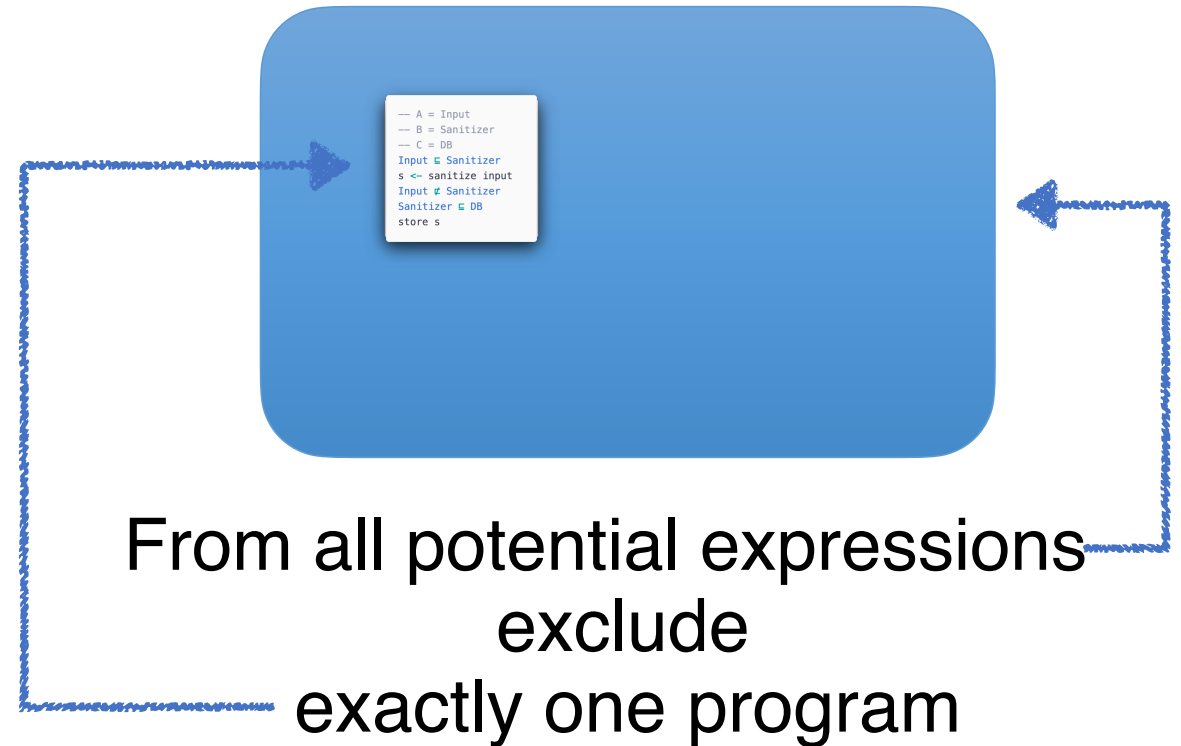 —— A = Input
—— B = Sanitizer
—— C = DB
Input ⊑ Sanitizer
s <- sanitize input
Input ⋢ Sanitizer
Sanitizer ⊑ DB
store s
From all potential expressions
exclude
exactly one program